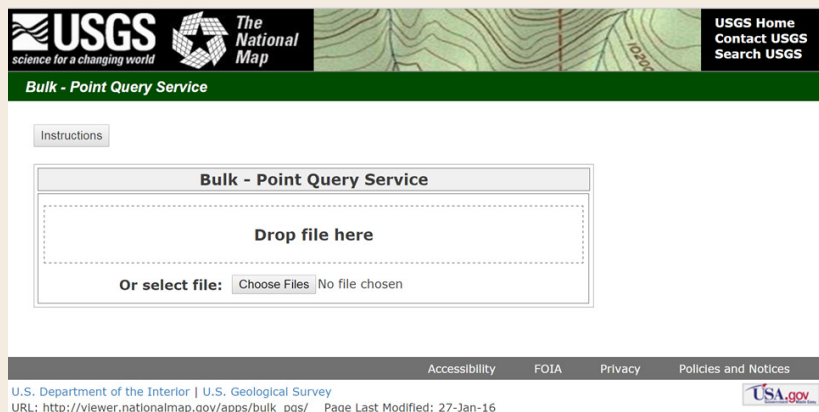 USGS
science for a changing world
The
National
Map
10200
USGS Home
Contact USGS
Search USGS
Bulk - Point Query Service
Instructions
Bulk - Point Query Service
Drop file here
Or select file: Choose Files No file chosen
Accessibility FOIA Privacy Policies and Notices
U.S. Department of the Interior | U.S. Geological Survey
USA.gov
URL: http://viewer.nationalmap.gov/apps/bulk_pqs/ Page Last Modified: 27-Jan-16